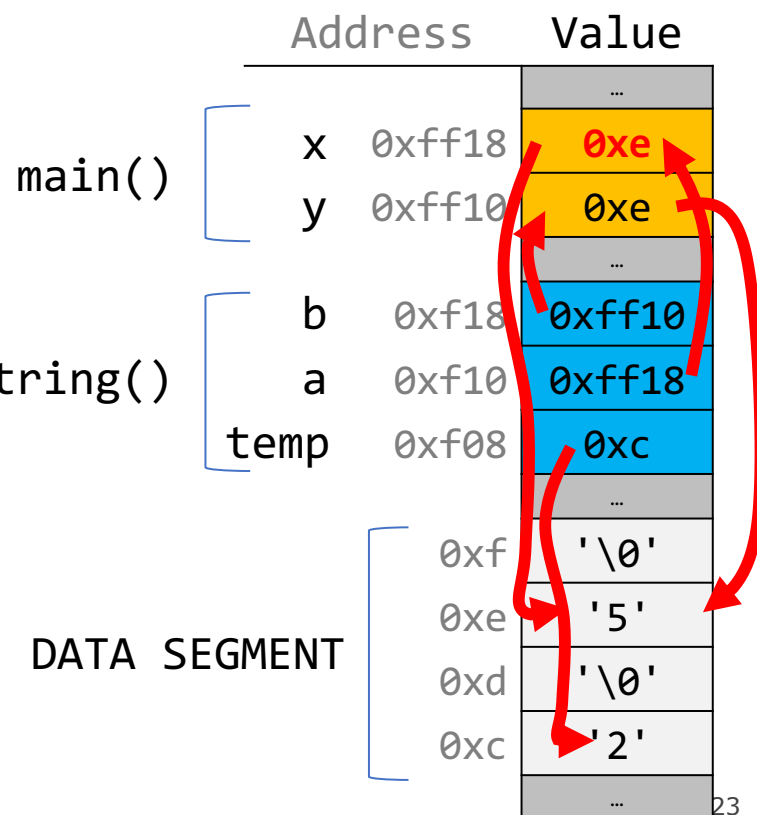 Address Value
…
main() x 0xff18 0xe
y 0xff10 0xe
…
b 0xf18 0xff10
tring() a 0xf10 0xff18
temp 0xf08 0xc
…
0xf '\0'
0xe '5'
DATA SEGMENT
0xd '\0'
0xc '2'
…
23